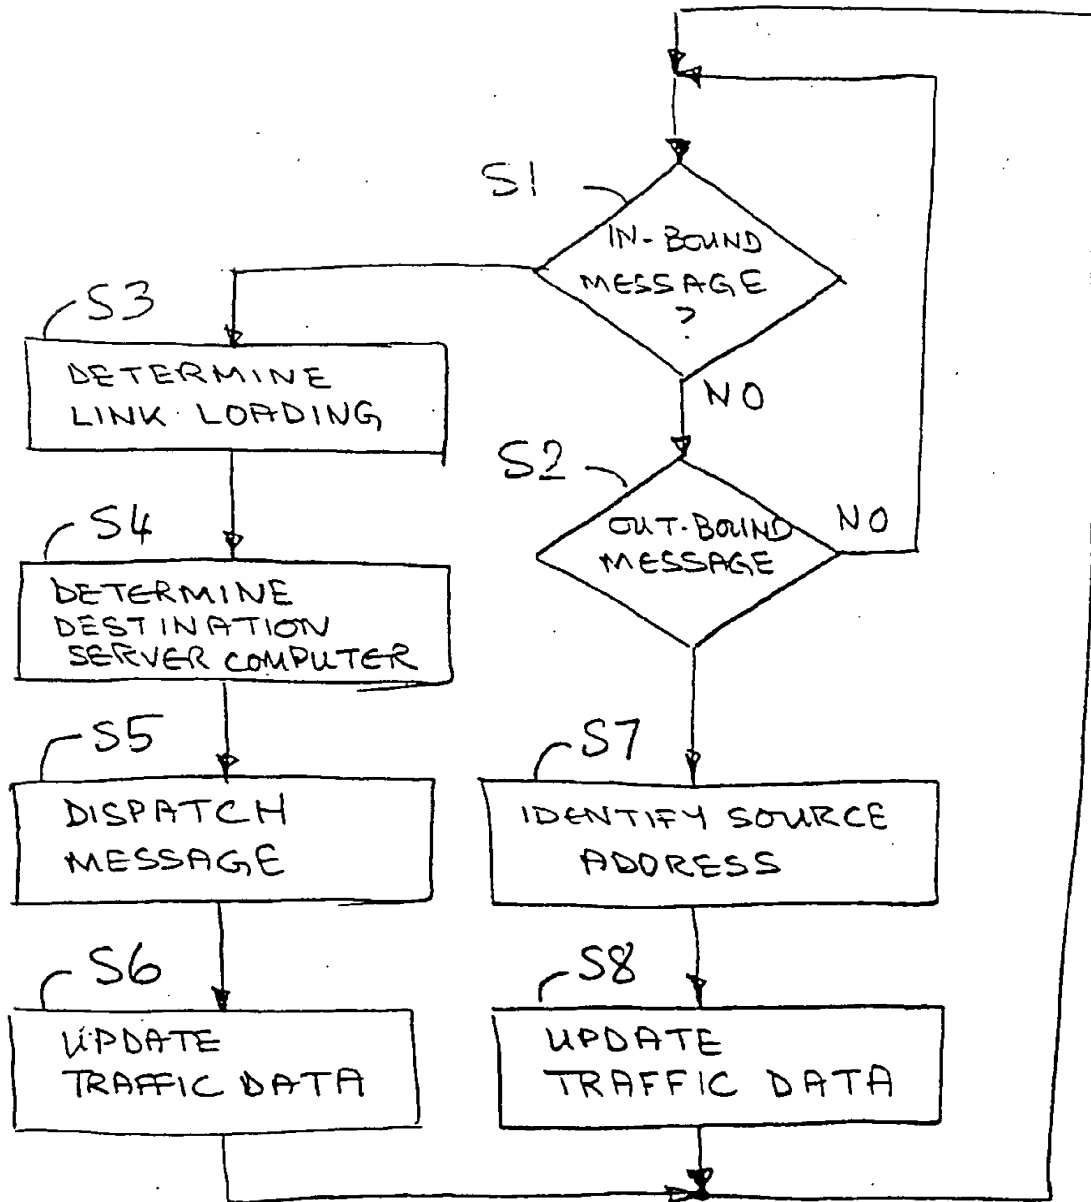 S1
IN-BOUND
MESSAGE
?
NO
S2
OUT-BOUND
MESSAGE
NO
S3
DETERMINE
LINK LOADING
S4
DETERMINE
DESTINATION
SERVER COMPUTER
S5
DISPATCH
MESSAGE
S6
UPDATE
TRAFFIC DATA
S7
IDENTIFY SOURCE
ADDRESS
S8
UPDATE
TRAFFIC DATA